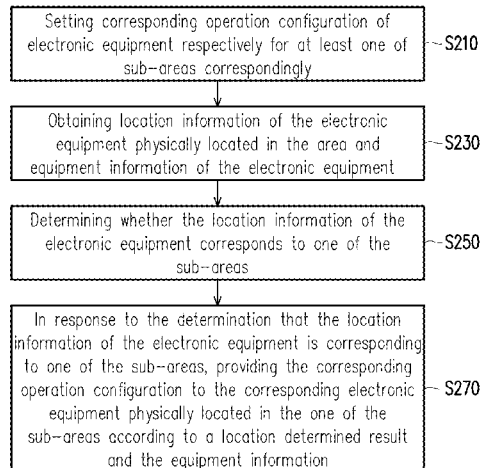 Setting corresponding operation configuration of
electronic equipment respectively for at least one of
sub-areas correspondingly
S210
Obtaining location information of the electronic
equipment physically located in the area and
equipment information of the electronic equipment
S230
Determining whether the location information of the
electronic equipment corresponds to one of the
sub-areas
S250
In response to the determination that the location
information of the electronic equipment is corresponding
to one of the sub-areas, providing the corresponding
operation configuration to the corresponding electronic
equipment physically located in the one of the
sub-areas according to a location determined result
and the equipment information
S270